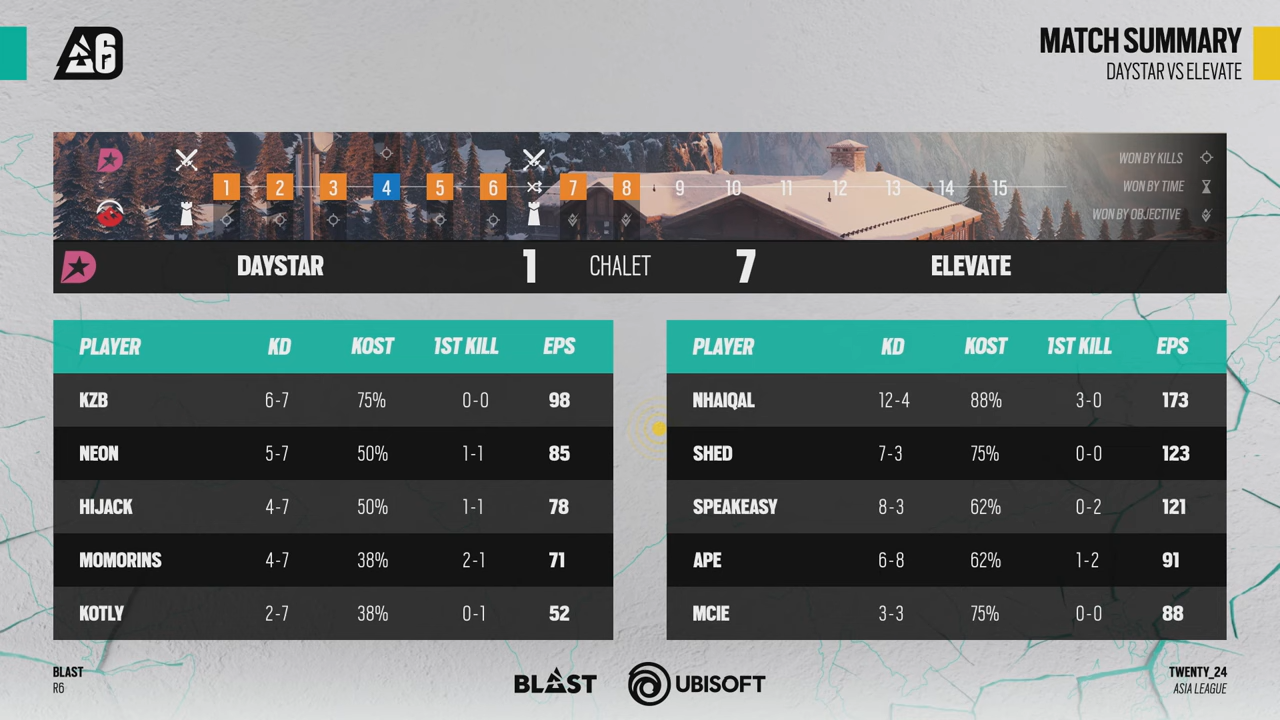 A6
MATCH SUMMARY
DAYSTAR VS ELEVATE
WON BY KILLS
1 2 3 4 5 6 7 8 9 10 11 12 13 14 15
WON BY TIME
WON BY OBJECTIVE
DAYSTAR 1 CHALET 7 ELEVATE
PLAYER KD KOST 1ST KILL EPS
KZB 6-7 75% 0-0 98
NEON 5-7 50% 1-1 85
HIJACK 4-7 50% 1-1 78
MOMORINS 4-7 38% 2-1 71
KOTLY 2-7 38% 0-1 52
PLAYER KD KOST 1ST KILL EPS
NHAIQAL 12-4 88% 3-0 173
SHED 7-3 75% 0-0 123
SPEAKEASY 8-3 62% 0-2 121
APE 6-8 62% 1-2 91
MCIE 3-3 75% 0-0 88
BLAST
R6
BLAST UBISOFT
TWENTY_24
ASIA LEAGUE